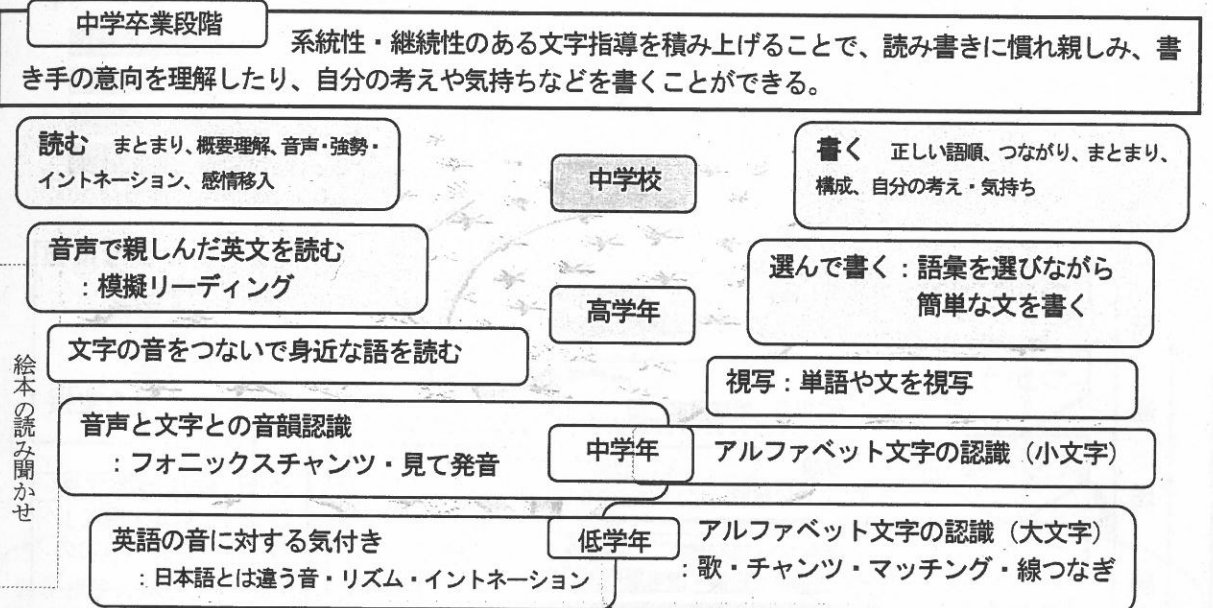 中学卒業段階
系統性・継続性のある文字指導を積み上げることで、読み書きに慣れ親しみ、書
き手の意向を理解したり、自分の考えや気持ちなどを書くことができる。
読む　まとまり、概要理解、音声・強勢・
イントネーション、感情移入
中学校
書く　正しい語順、つながり、まとまり、
構成、自分の考え・気持ち
音声で親しんだ英文を読む
：模擬リーディング
高学年
選んで書く：語彙を選びながら
簡単な文を書く
文字の音をつないで身近な語を読む
視写：単語や文を視写
音声と文字との音韻認識
：フォニックスチャンツ・見て発音
中学年
アルファベット文字の認識（小文字）
英語の音に対する気付き
：日本語とは違う音・リズム・イントネーション
低学年
アルファベット文字の認識（大文字）
：歌・チャンツ・マッチング・線つなぎ
絵本の読み聞かせ